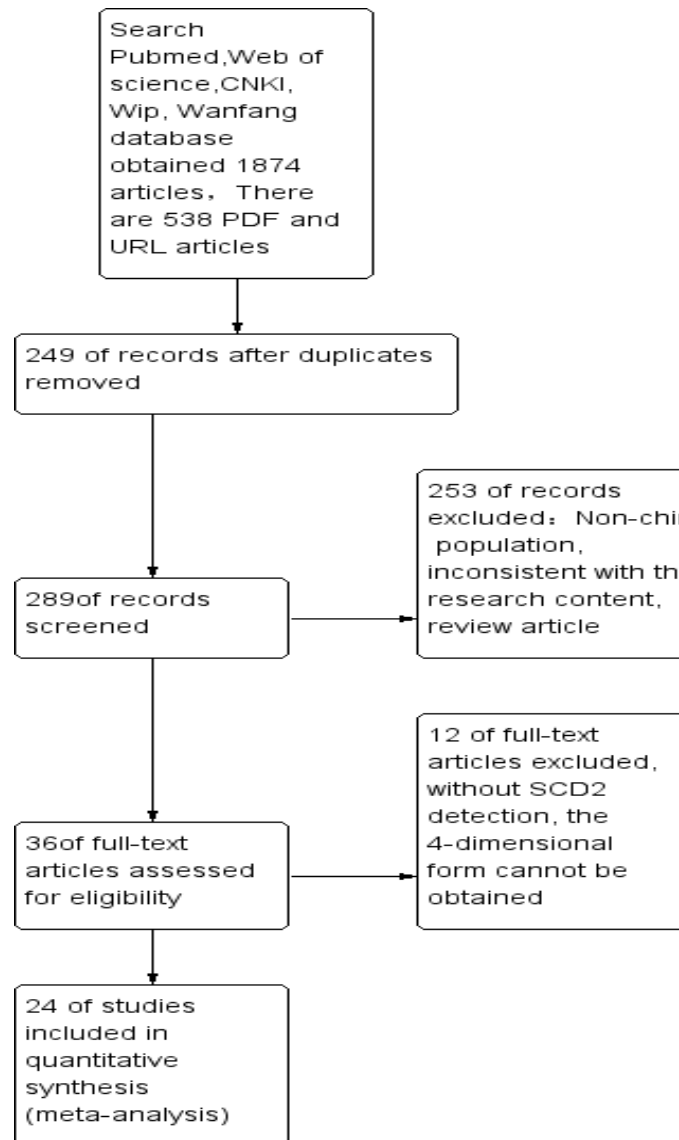 Search
Pubmed,Web of
science,CNKI,
Wip, Wanfang
database
obtained 1874
articles，There
are 538 PDF and
URL articles
249 of records after duplicates
removed
253 of records
excluded：Non-chin
population,
inconsistent with th
research content,
review article
289of records
screened
12 of full-text
articles excluded,
without SCD2
detection, the
4-dimensional
form cannot be
obtained
36of full-text
articles assessed
for eligibility
24 of studies
included in
quantitative
synthesis
(meta-analysis)